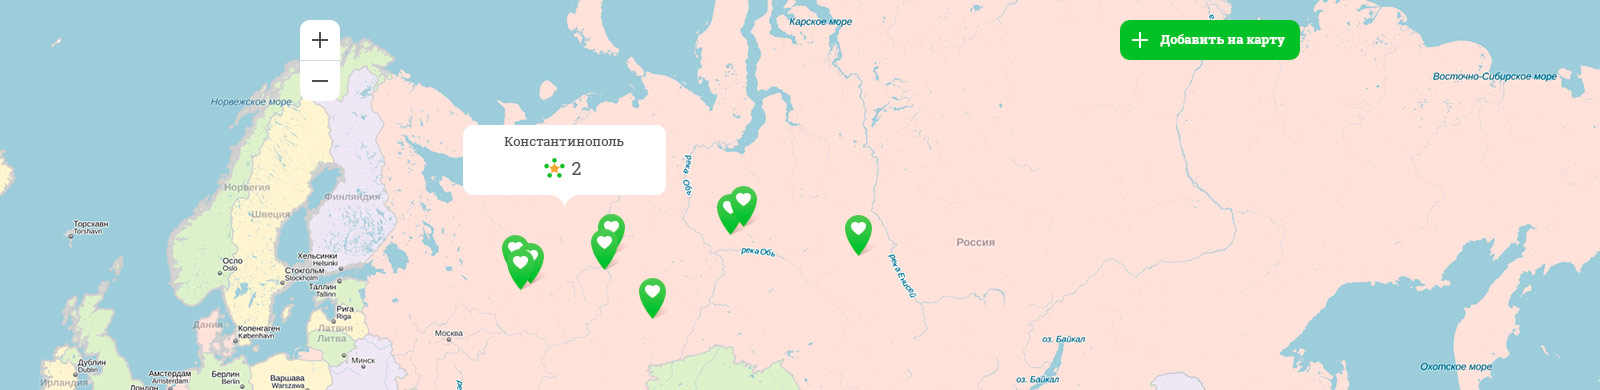 Карское море
Добавить на карту
Восточно-Сибирское море
Норвежское море
Константинополь
2
река Обь
Норвегия
Финляндия
Швеция
Торсхавн
Torshavn
Россия
река Обь
Осло
Oslo
Хельсинки
Helsinki
Стокгольм
Stockholm
река Енисей
Таллин
Tallinn
Рига
Riga
Дания
Копенгаген
København
Латвия
Литва
Москва
оз. Байкал
Дублин
Dublin
Минск
Охотское море
Ирландия
Амстердам
Amsterdam
Берлин
Berlin
Варшава
Warszawa
оз. Байкал
Лондон